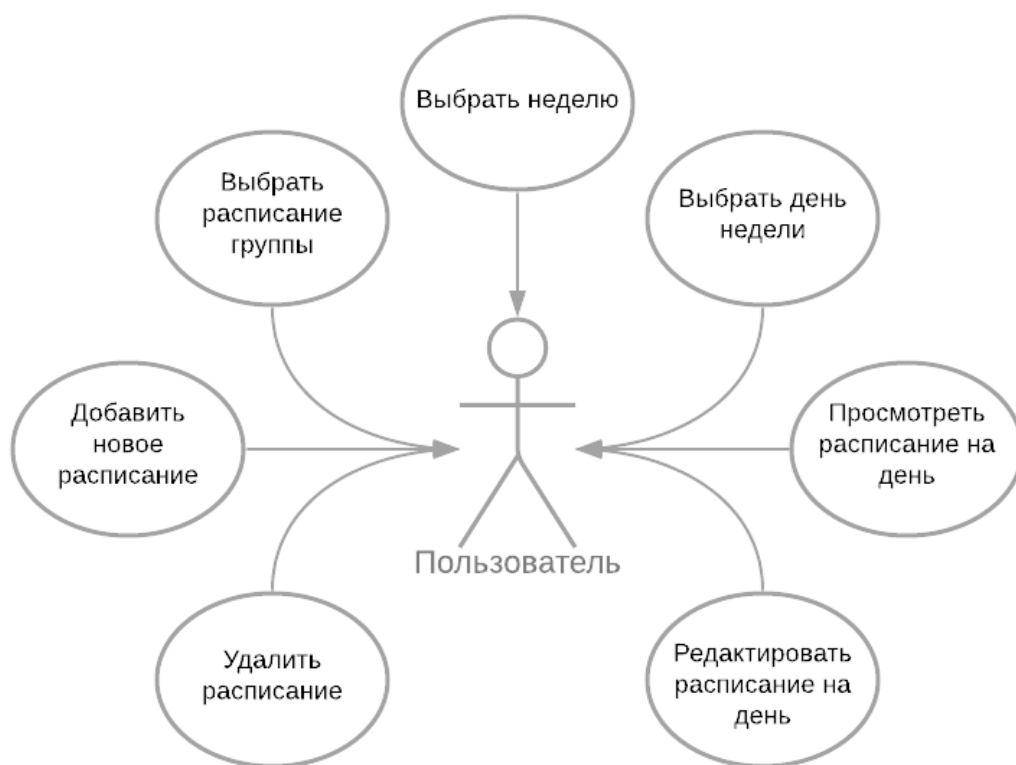 Выбрать неделю
Выбрать
расписание
группы
Выбрать день
недели
Добавить
новое
расписание
Просмотреть
расписание на
день
Пользователь
Удалить
расписание
Редактировать
расписание на
день